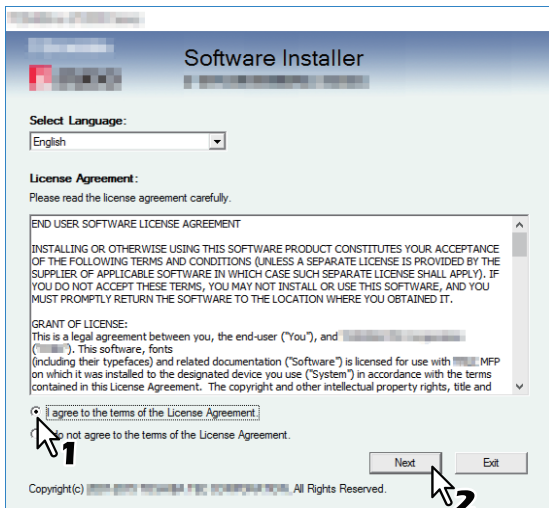 Software Installer
Select Language:
English
License Agreement:
Please read the license agreement carefully.
END USER SOFTWARE LICENSE AGREEMENT
INSTALLING OR OTHERWISE USING THIS SOFTWARE PRODUCT CONSTITUTES YOUR ACCEPTANCE
OF THE FOLLOWING TERMS AND CONDITIONS (UNLESS A SEPARATE LICENSE IS PROVIDED BY THE
SUPPLIER OF APPLICABLE SOFTWARE IN WHICH CASE SUCH SEPARATE LICENSE SHALL APPLY). IF
YOU DO NOT ACCEPT THESE TERMS, YOU MAY NOT INSTALL OR USE THIS SOFTWARE, AND YOU
MUST PROMPTLY RETURN THE SOFTWARE TO THE LOCATION WHERE YOU OBTAINED IT.
GRANT OF LICENSE:
This is a legal agreement between you, the end-user ("You"), and
("). This software, fonts
(including their typefaces) and related documentation ("Software") is licensed for use with MFP
on which it was installed to the designated device you use ("System") in accordance with the terms
contained in this License Agreement. The copyright and other intellectual property rights, title and
I agree to the terms of the License Agreement.
do not agree to the terms of the License Agreement.
1
Next
Exit
2
Copyright(c) All Rights Reserved.